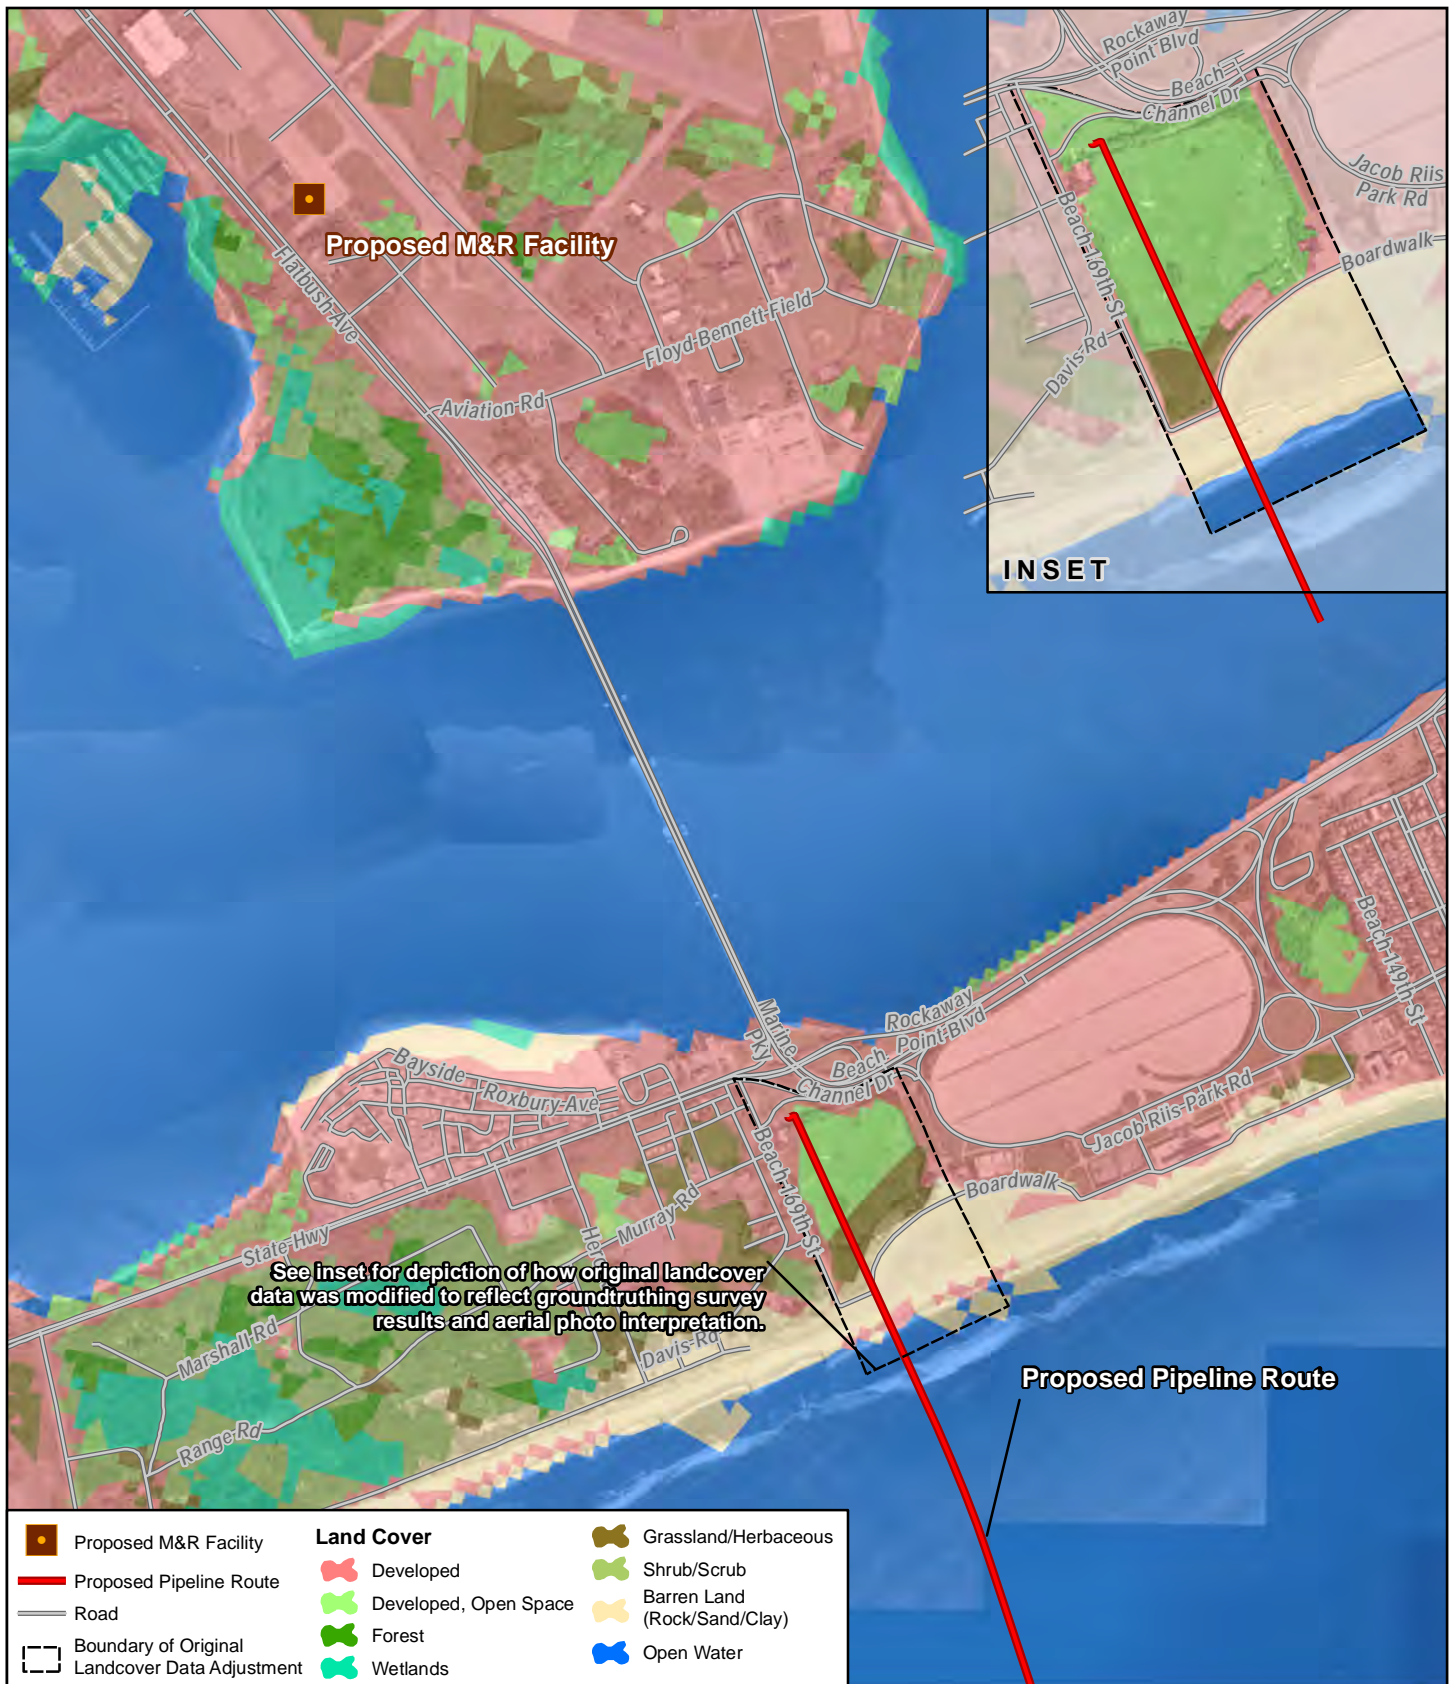 Rockaway
Point Blvd
Beach
Channel Dr
Jacob Riis
Park Rd
Boardwalk
Beach 169th St
Davis Rd
INSET
Proposed M&R Facility
Flatbush Ave
Floyd Bennett Field
Aviation Rd
Marine
Pky
Rockaway
Point Blvd
Beach
Channel Dr
Beach 149th St
Bayside
Roxbury Ave
Jacob Riis Park Rd
Boardwalk
Beach 169th St
Murray Rd
State Hwy
See inset for depiction of how original landcover
data was modified to reflect groundtruthing survey
results and aerial photo interpretation.
Marshall Rd
Davis Rd
Range Rd
Proposed Pipeline Route
Proposed M&R Facility
Proposed Pipeline Route
Road
Boundary of Original
Landcover Data Adjustment
Land Cover
Developed
Developed, Open Space
Forest
Wetlands
Grassland/Herbaceous
Shrub/Scrub
Barren Land
(Rock/Sand/Clay)
Open Water